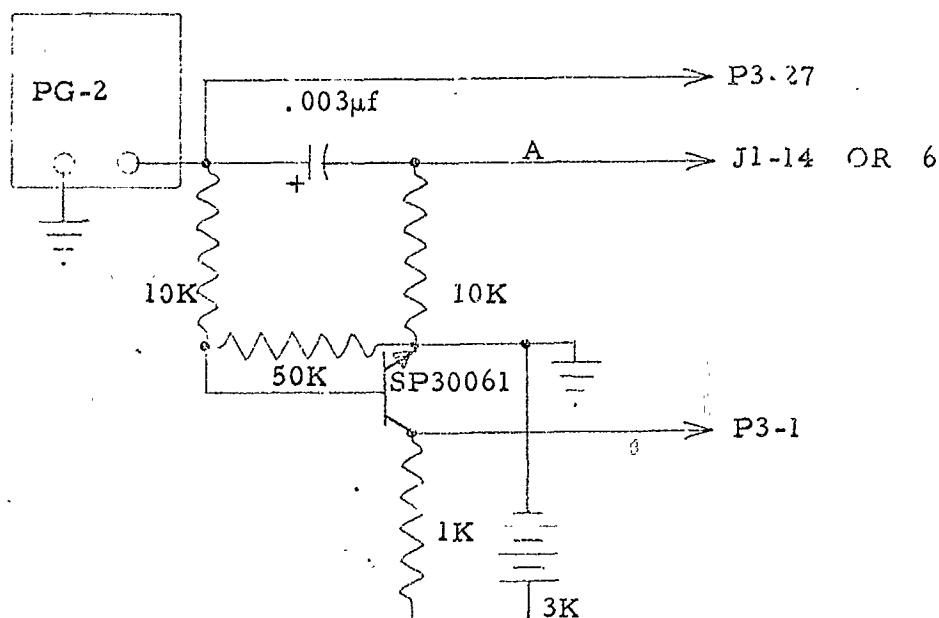 PG-2
P3-27
.003µf
A
J1-14 OR 6
+
10K
10K
50K
SP30061
P3-1
1K
3K